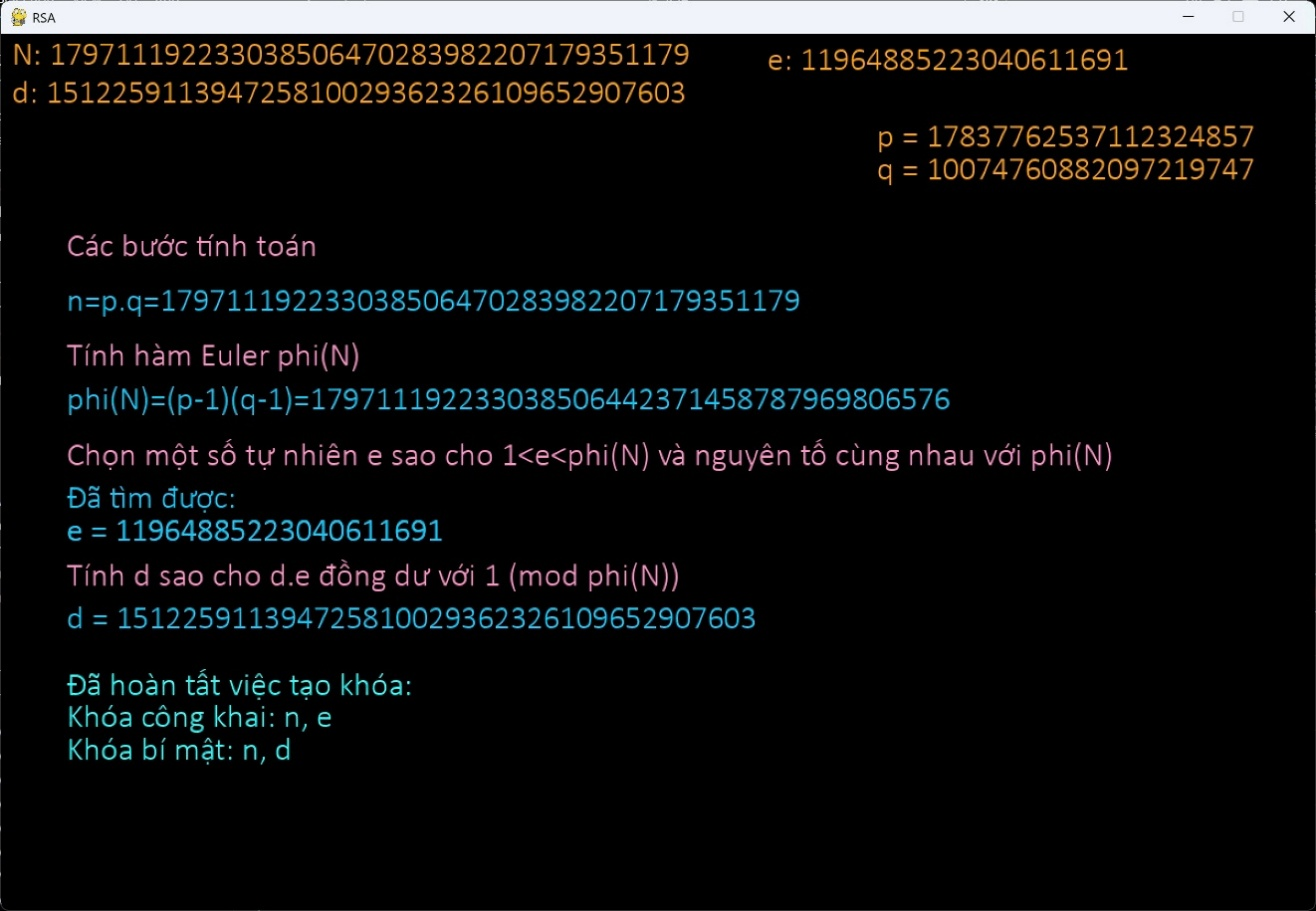 RSA
N: 179711192233038506470283982207179351179
e: 11964885223040611691
d: 151225911394725810029362326109652907603
p = 17837762537112324857
q = 10074760882097219747
Các bước tính toán
n=p.q=179711192233038506470283982207179351179
Tính hàm Euler phi(N)
phi(N)=(p-1)(q-1)=179711192233038506442371458787969806576
Chọn một số tự nhiên e sao cho 1<e<phi(N) và nguyên tố cùng nhau với phi(N)
Đã tìm được:
e = 11964885223040611691
Tính d sao cho d.e đồng dư với 1 (mod phi(N))
d = 151225911394725810029362326109652907603
Đã hoàn tất việc tạo khóa:
Khóa công khai: n, e
Khóa bí mật: n, d